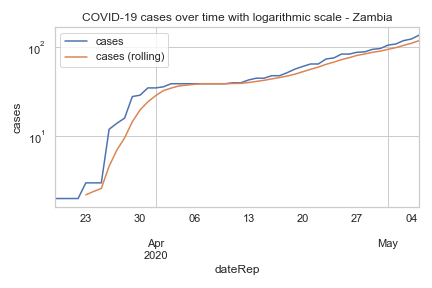 COVID-19 cases over time with logarithmic scale - Zambia
cases
cases (rolling)
10²
10¹
cases
23 30 06 13 20 27 04
Apr May
2020
dateRep